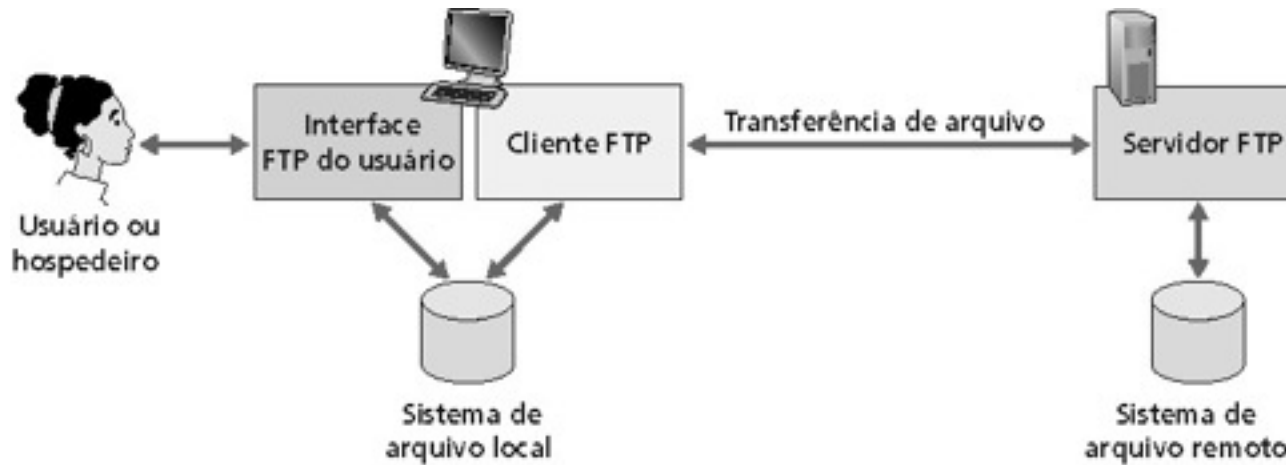 Usuário ou
hospedeiro
Interface
FTP do usuário
Cliente FTP
Transferência de arquivo
Servidor FTP
Sistema de
arquivo local
Sistema de
arquivo remoto